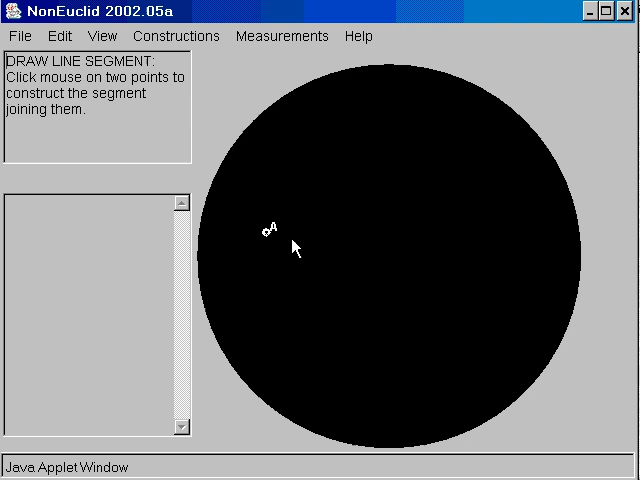 NonEuclid 2002.05a
File Edit View Constructions Measurements Help
DRAW LINE SEGMENT:
Click mouse on two points to
construct the segment
joining them.
A
Java Applet Window